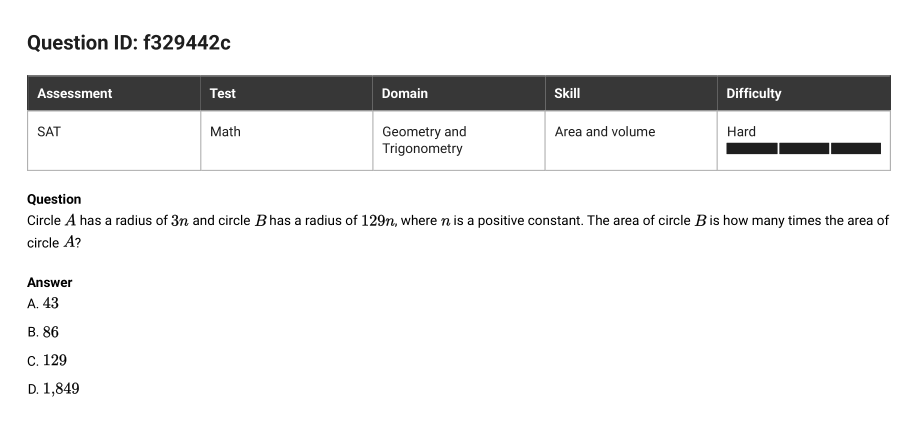 Question ID: f329442c
Assessment Test Domain Skill Difficulty
SAT Math Geometry and Area and volume Hard
Trigonometry
Question
Circle A has a radius of 3n and circle B has a radius of 129n, where n is a positive constant. The area of circle B is how many times the area of
circle A?
Answer
A. 43
B. 86
C. 129
D. 1,849